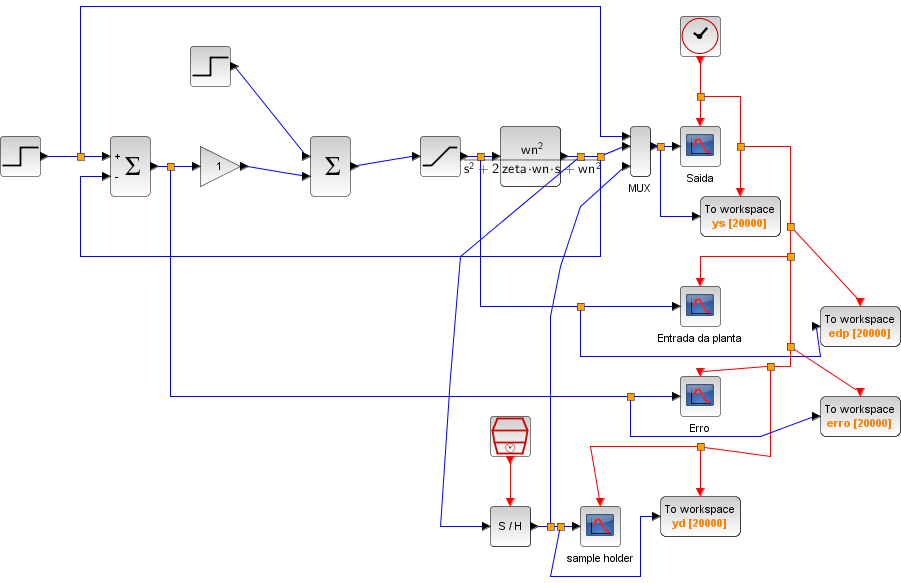 +
-
Σ
1
Σ
wn²
s² + 2·zeta·wn·s + wn²
MUX
Saida
To workspace
ys [20000]
Entrada da planta
To workspace
edp [20000]
Erro
To workspace
erro [20000]
S / H
sample holder
To workspace
yd [20000]